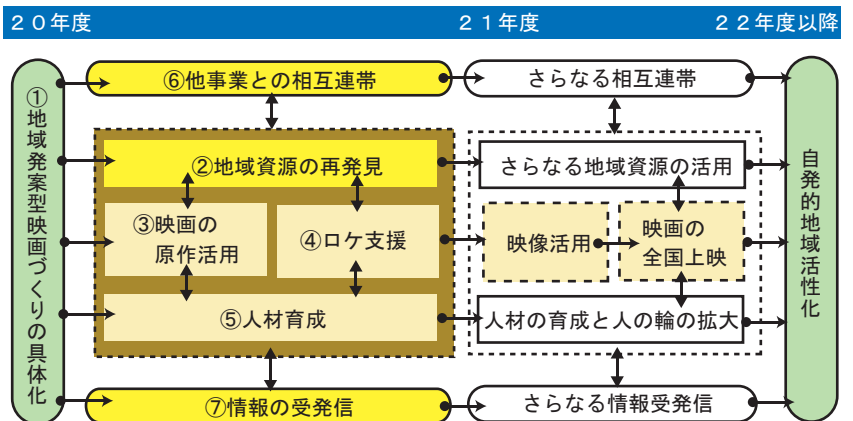 ２０年度
２１年度
２２年度以降
①地域発案型映画づくりの具体化
⑥他事業との相互連帯
さらなる相互連帯
②地域資源の再発見
さらなる地域資源の活用
③映画の
原作活用
④ロケ支援
映像活用
映画の
全国上映
⑤人材育成
人材の育成と人の輪の拡大
⑦情報の受発信
さらなる情報受発信
自発的地域活性化